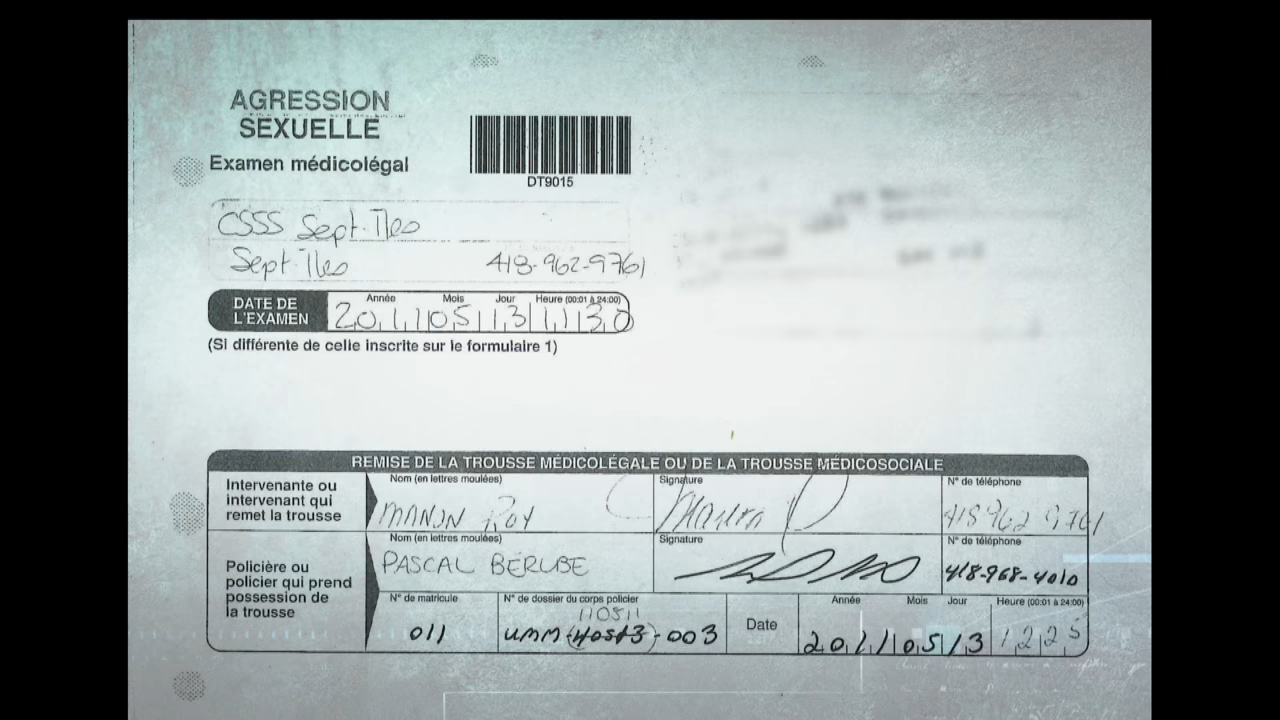 AGRESSION
SEXUELLE
Examen médicolégal
DT9015
CSSS Sept-Îles
Sept-Îles 418-962-9761
DATE DE L'EXAMEN Année Mois Jour Heure (00:01 à 24:00)
2011 05 13 11 30
(Si différente de celle inscrite sur le formulaire 1)
REMISE DE LA TROUSSE MÉDICOLÉGALE OU DE LA TROUSSE MÉDICOSOCIALE
Intervenante ou
intervenant qui
remet la trousse
Nom (en lettres moulées) Signature N° de téléphone
MANON ROY 418 962 9761
Policière ou
policier qui prend
possession de
la trousse
Nom (en lettres moulées) Signature N° de téléphone
PASCAL BÉRUBÉ 418-968-4010
N° de matricule N° de dossier du corps policier Date Année Mois Jour Heure (00:01 à 24:00)
110511
011 UMM 003 2011 05 13 12 25